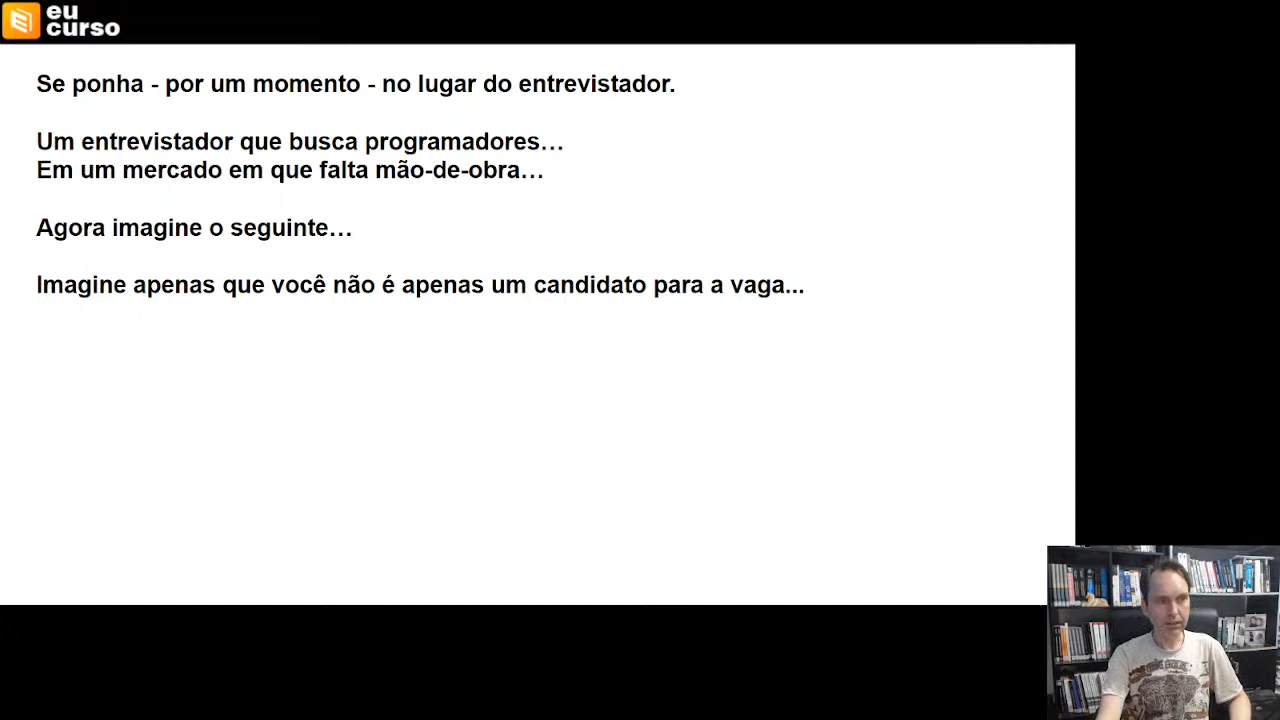 eu
curso
Se ponha - por um momento - no lugar do entrevistador.
Um entrevistador que busca programadores…
Em um mercado em que falta mão-de-obra…
Agora imagine o seguinte…
Imagine apenas que você não é apenas um candidato para a vaga...